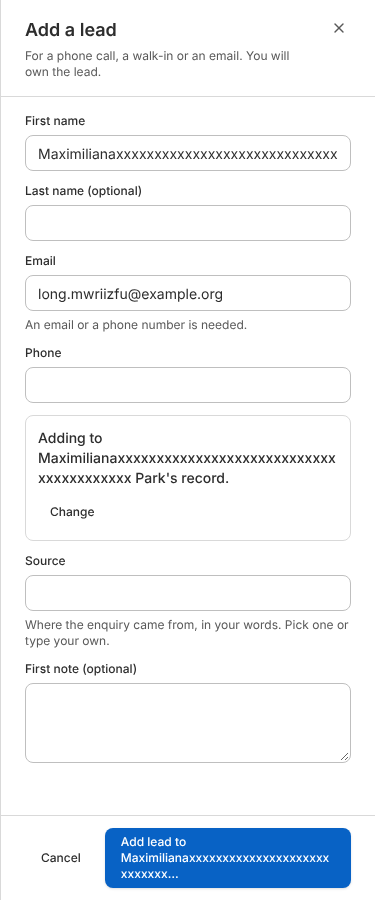 Add a lead
For a phone call, a walk-in or an email. You will
own the lead.
First name
Maximilianaxxxxxxxxxxxxxxxxxxxxxxxxxxxxx
Last name (optional)
Email
long.mwriizfu@example.org
An email or a phone number is needed.
Phone
Adding to
Maximilianaxxxxxxxxxxxxxxxxxxxxxxxxxxxx
xxxxxxxxxxxx Park's record.
Change
Source
Where the enquiry came from, in your words. Pick one or
type your own.
First note (optional)
Cancel
Add lead to
Maximilianaxxxxxxxxxxxxxxxxxxxxx
xxxxxxx...